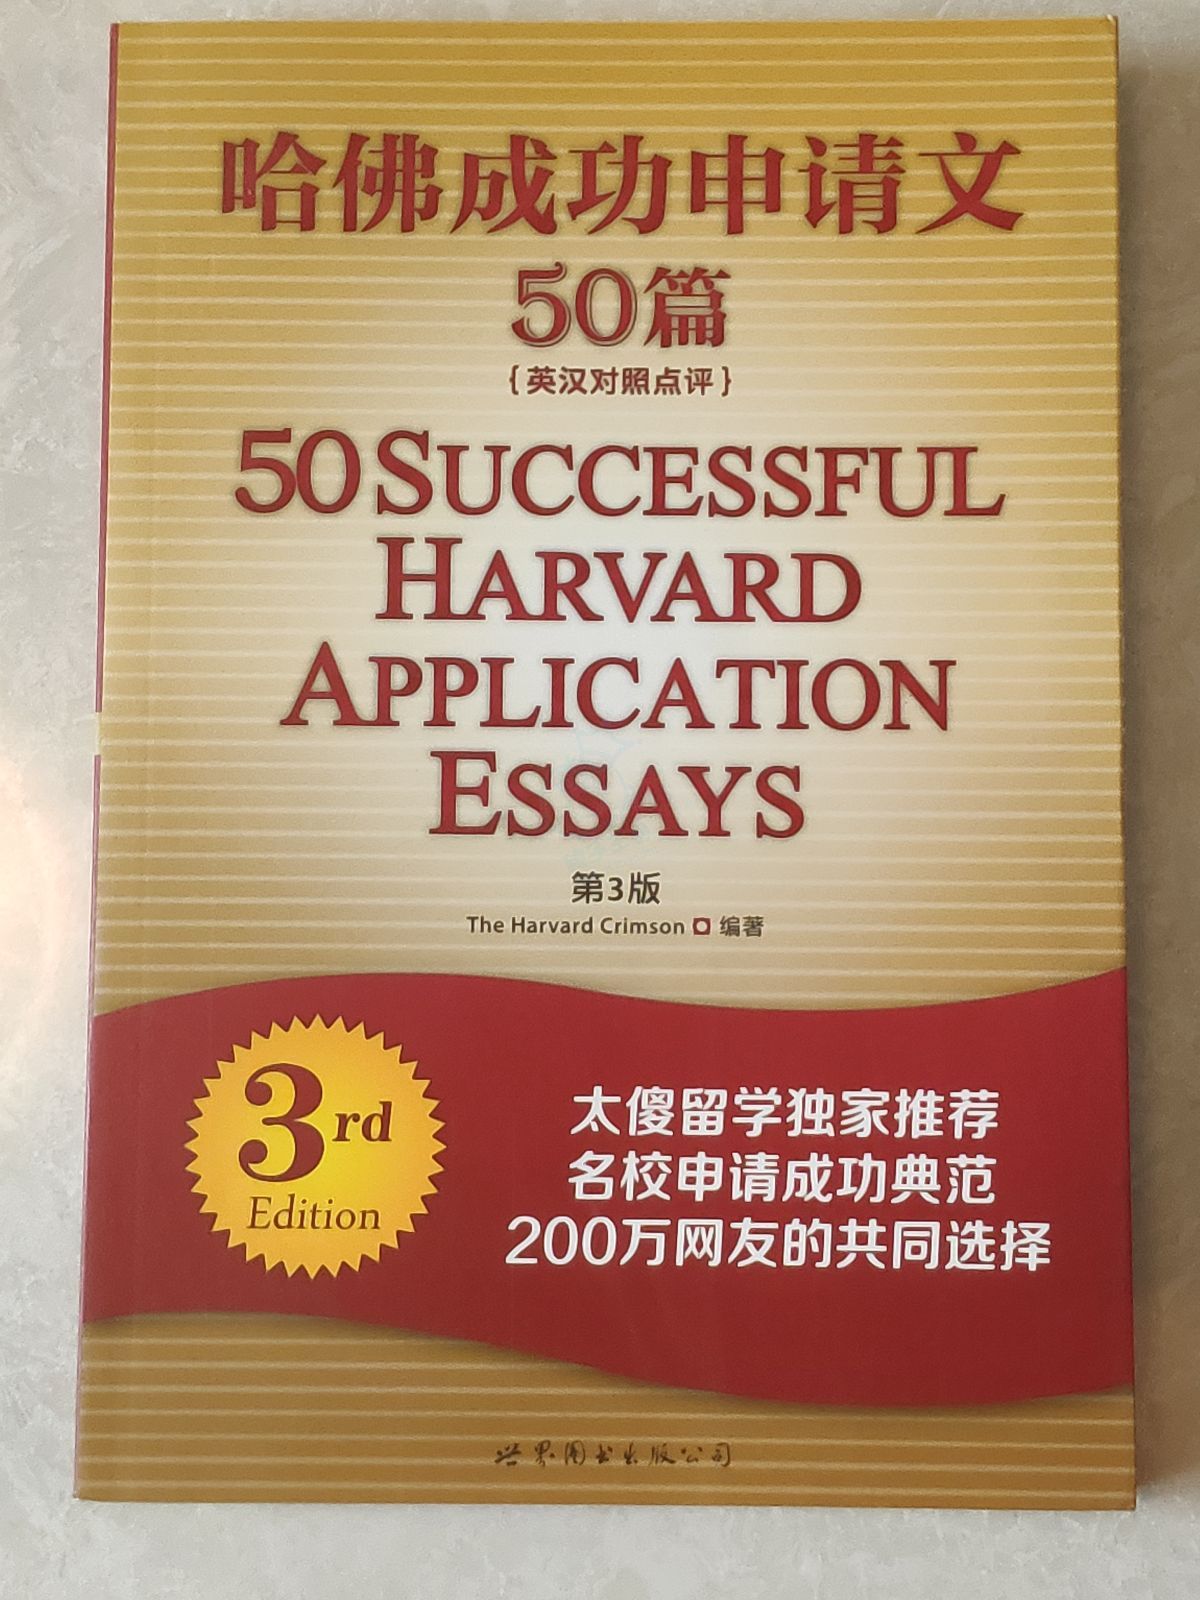 哈佛成功申请文
50篇
{英汉对照点评}
50 SUCCESSFUL
HARVARD
APPLICATION
ESSAYS
第3版
The Harvard Crimson 编著
3rd
Edition
太傻留学独家推荐
名校申请成功典范
200万网友的共同选择
世界图书出版公司